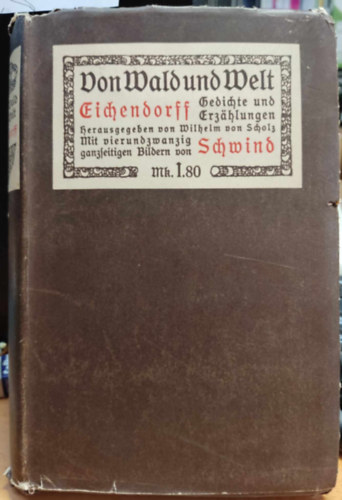 Von Wald und Welt
Eichendorff Gedichte und Erzählungen
Herausgegeben von Wilhelm von Scholz
Mit vierundzwanzig ganzseitigen Bildern von Schwind
Mk. 1.80